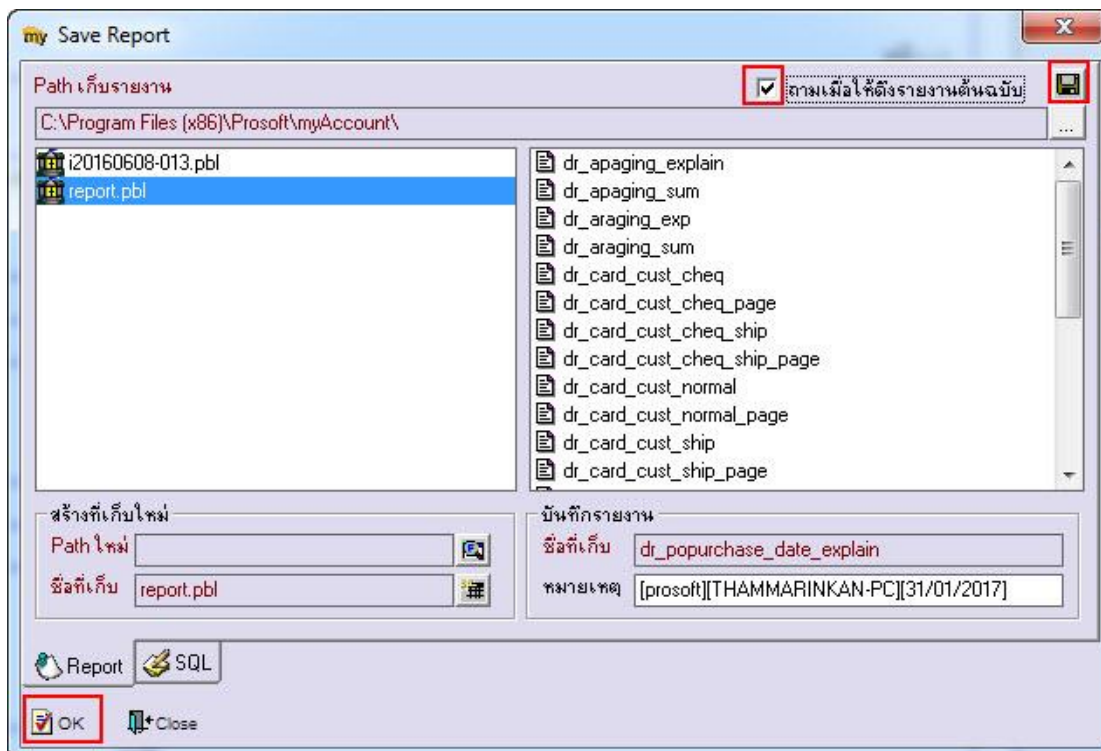 my Save Report
Path เก็บรายงาน
ถามเมื่อให้ดึงรายงานต้นฉบับ
C:\Program Files (x86)\Prosoft\myAccount\
...
i20160608-013.pbl
report.pbl
dr_apaging_explain
dr_apaging_sum
dr_araging_exp
dr_araging_sum
dr_card_cust_cheq
dr_card_cust_cheq_page
dr_card_cust_cheq_ship
dr_card_cust_cheq_ship_page
dr_card_cust_normal
dr_card_cust_normal_page
dr_card_cust_ship
dr_card_cust_ship_page
สร้างที่เก็บใหม่
Path ใหม่
ชื่อที่เก็บ report.pbl
บันทึกรายงาน
ชื่อที่เก็บ dr_popurchase_date_explain
หมายเหตุ [prosoft][THAMMARINKAN-PC][31/01/2017]
Report SQL
OK Close